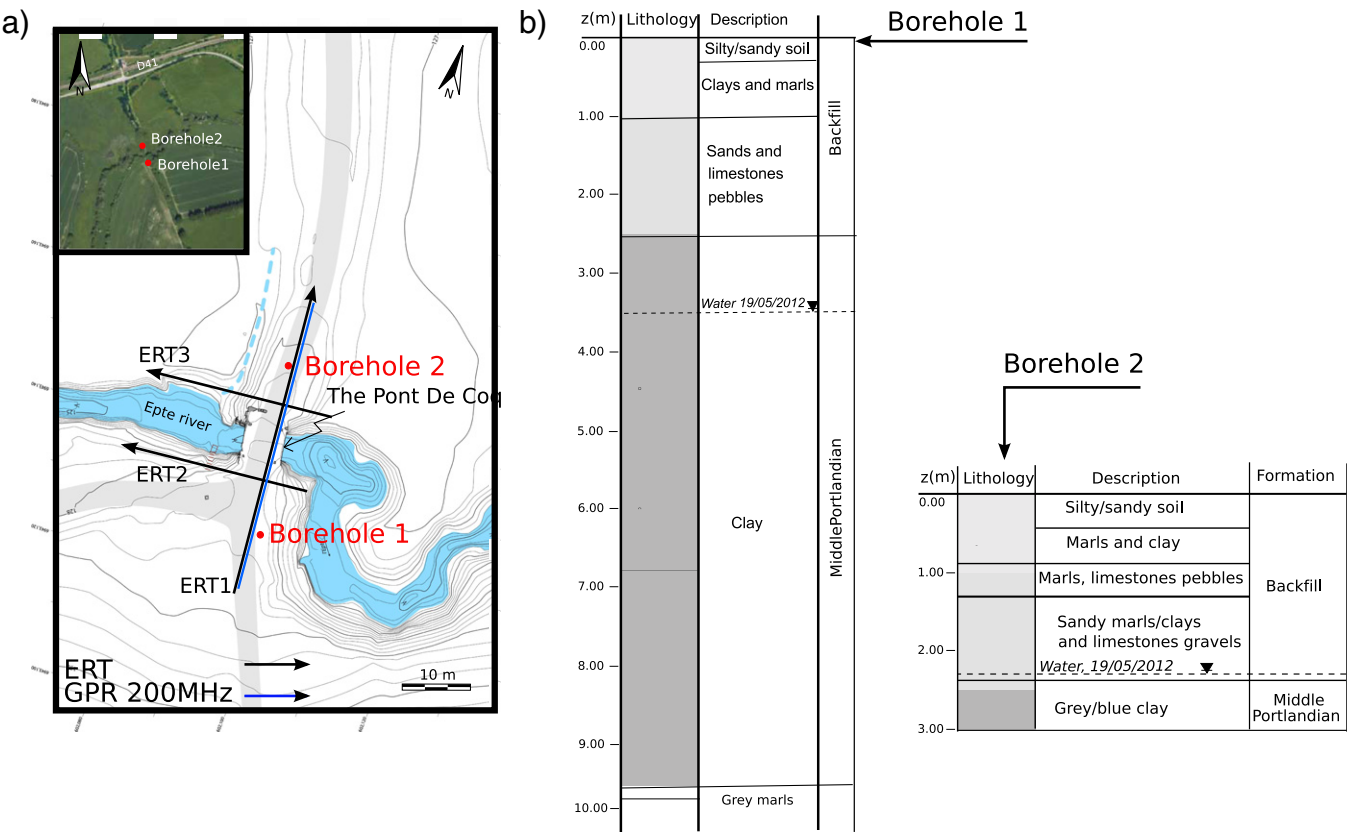 a)
D41
N
Borehole2
Borehole1
N
ERT3
Borehole 2
The Pont De Coq
Epte river
ERT2
Borehole 1
ERT1
ERT
GPR 200MHz
10 m
b)
z(m) Lithology Description
Borehole 1
0.00
Silty/sandy soil
Clays and marls
1.00
Backfill
Sands and
limestones
pebbles
2.00
3.00
Water 19/05/2012
4.00
5.00
6.00
Clay
MiddlePortlandian
7.00
8.00
9.00
Grey marls
10.00
Borehole 2
z(m) Lithology Description Formation
0.00
Silty/sandy soil
Marls and clay
1.00
Marls, limestones pebbles
Backfill
Sandy marls/clays
and limestones gravels
2.00
Water, 19/05/2012
Grey/blue clay
Middle
Portlandian
3.00